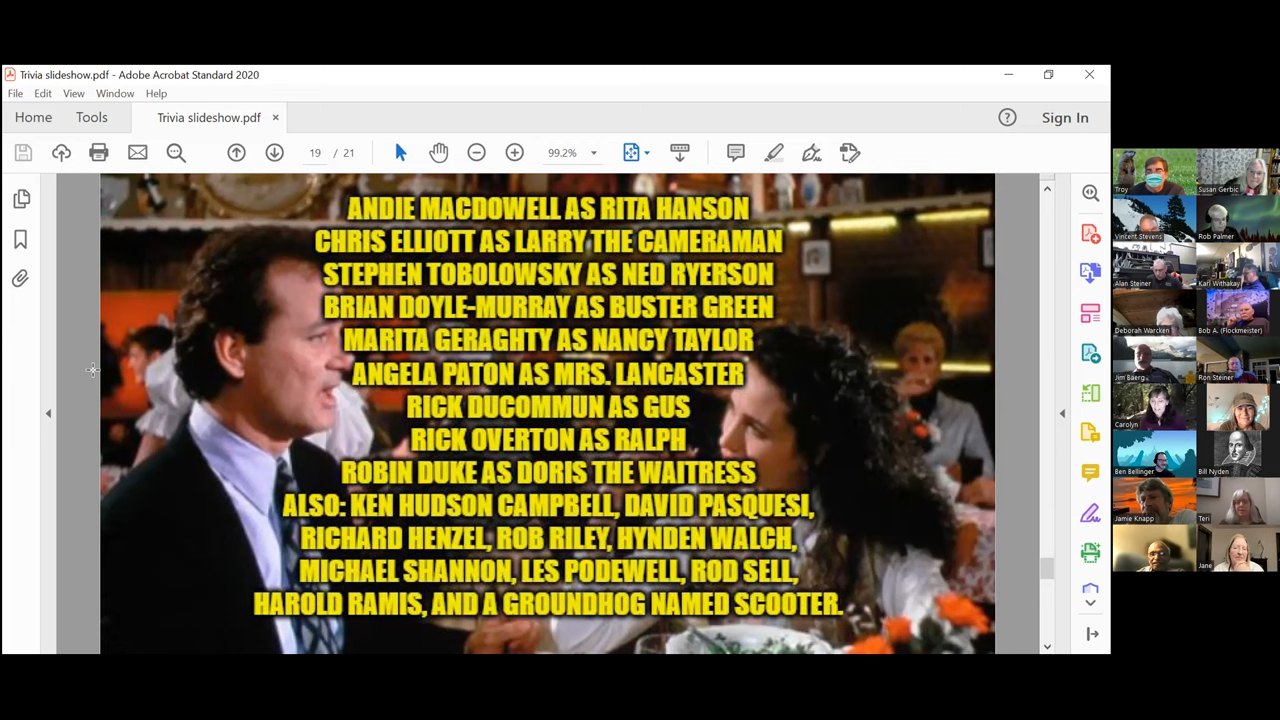 Trivia slideshow.pdf - Adobe Acrobat Standard 2020
File Edit View Window Help
Home Tools Trivia slideshow.pdf × ? Sign In
19 / 21 99.2%
ANDIE MACDOWELL AS RITA HANSON
CHRIS ELLIOTT AS LARRY THE CAMERAMAN
STEPHEN TOBOLOWSKY AS NED RYERSON
BRIAN DOYLE-MURRAY AS BUSTER GREEN
MARITA GERAGHTY AS NANCY TAYLOR
ANGELA PATON AS MRS. LANCASTER
RICK DUCOMMUN AS GUS
RICK OVERTON AS RALPH
ROBIN DUKE AS DORIS THE WAITRESS
ALSO: KEN HUDSON CAMPBELL, DAVID PASQUESI,
RICHARD HENZEL, ROB RILEY, HYNDEN WALCH,
MICHAEL SHANNON, LES PODEWELL, ROD SELL,
HAROLD RAMIS, AND A GROUNDHOG NAMED SCOOTER.
Troy Susan Gerbic
Vincent Stevens Rob Palmer
Alan Steiner Karl Withakay
Deborah Warcken Bob A. (Flockmeister)
Jim Baerg Ron Steiner
Carolyn
Ben Bellinger Bill Nyden
Jamie Knapp Teri
Jane